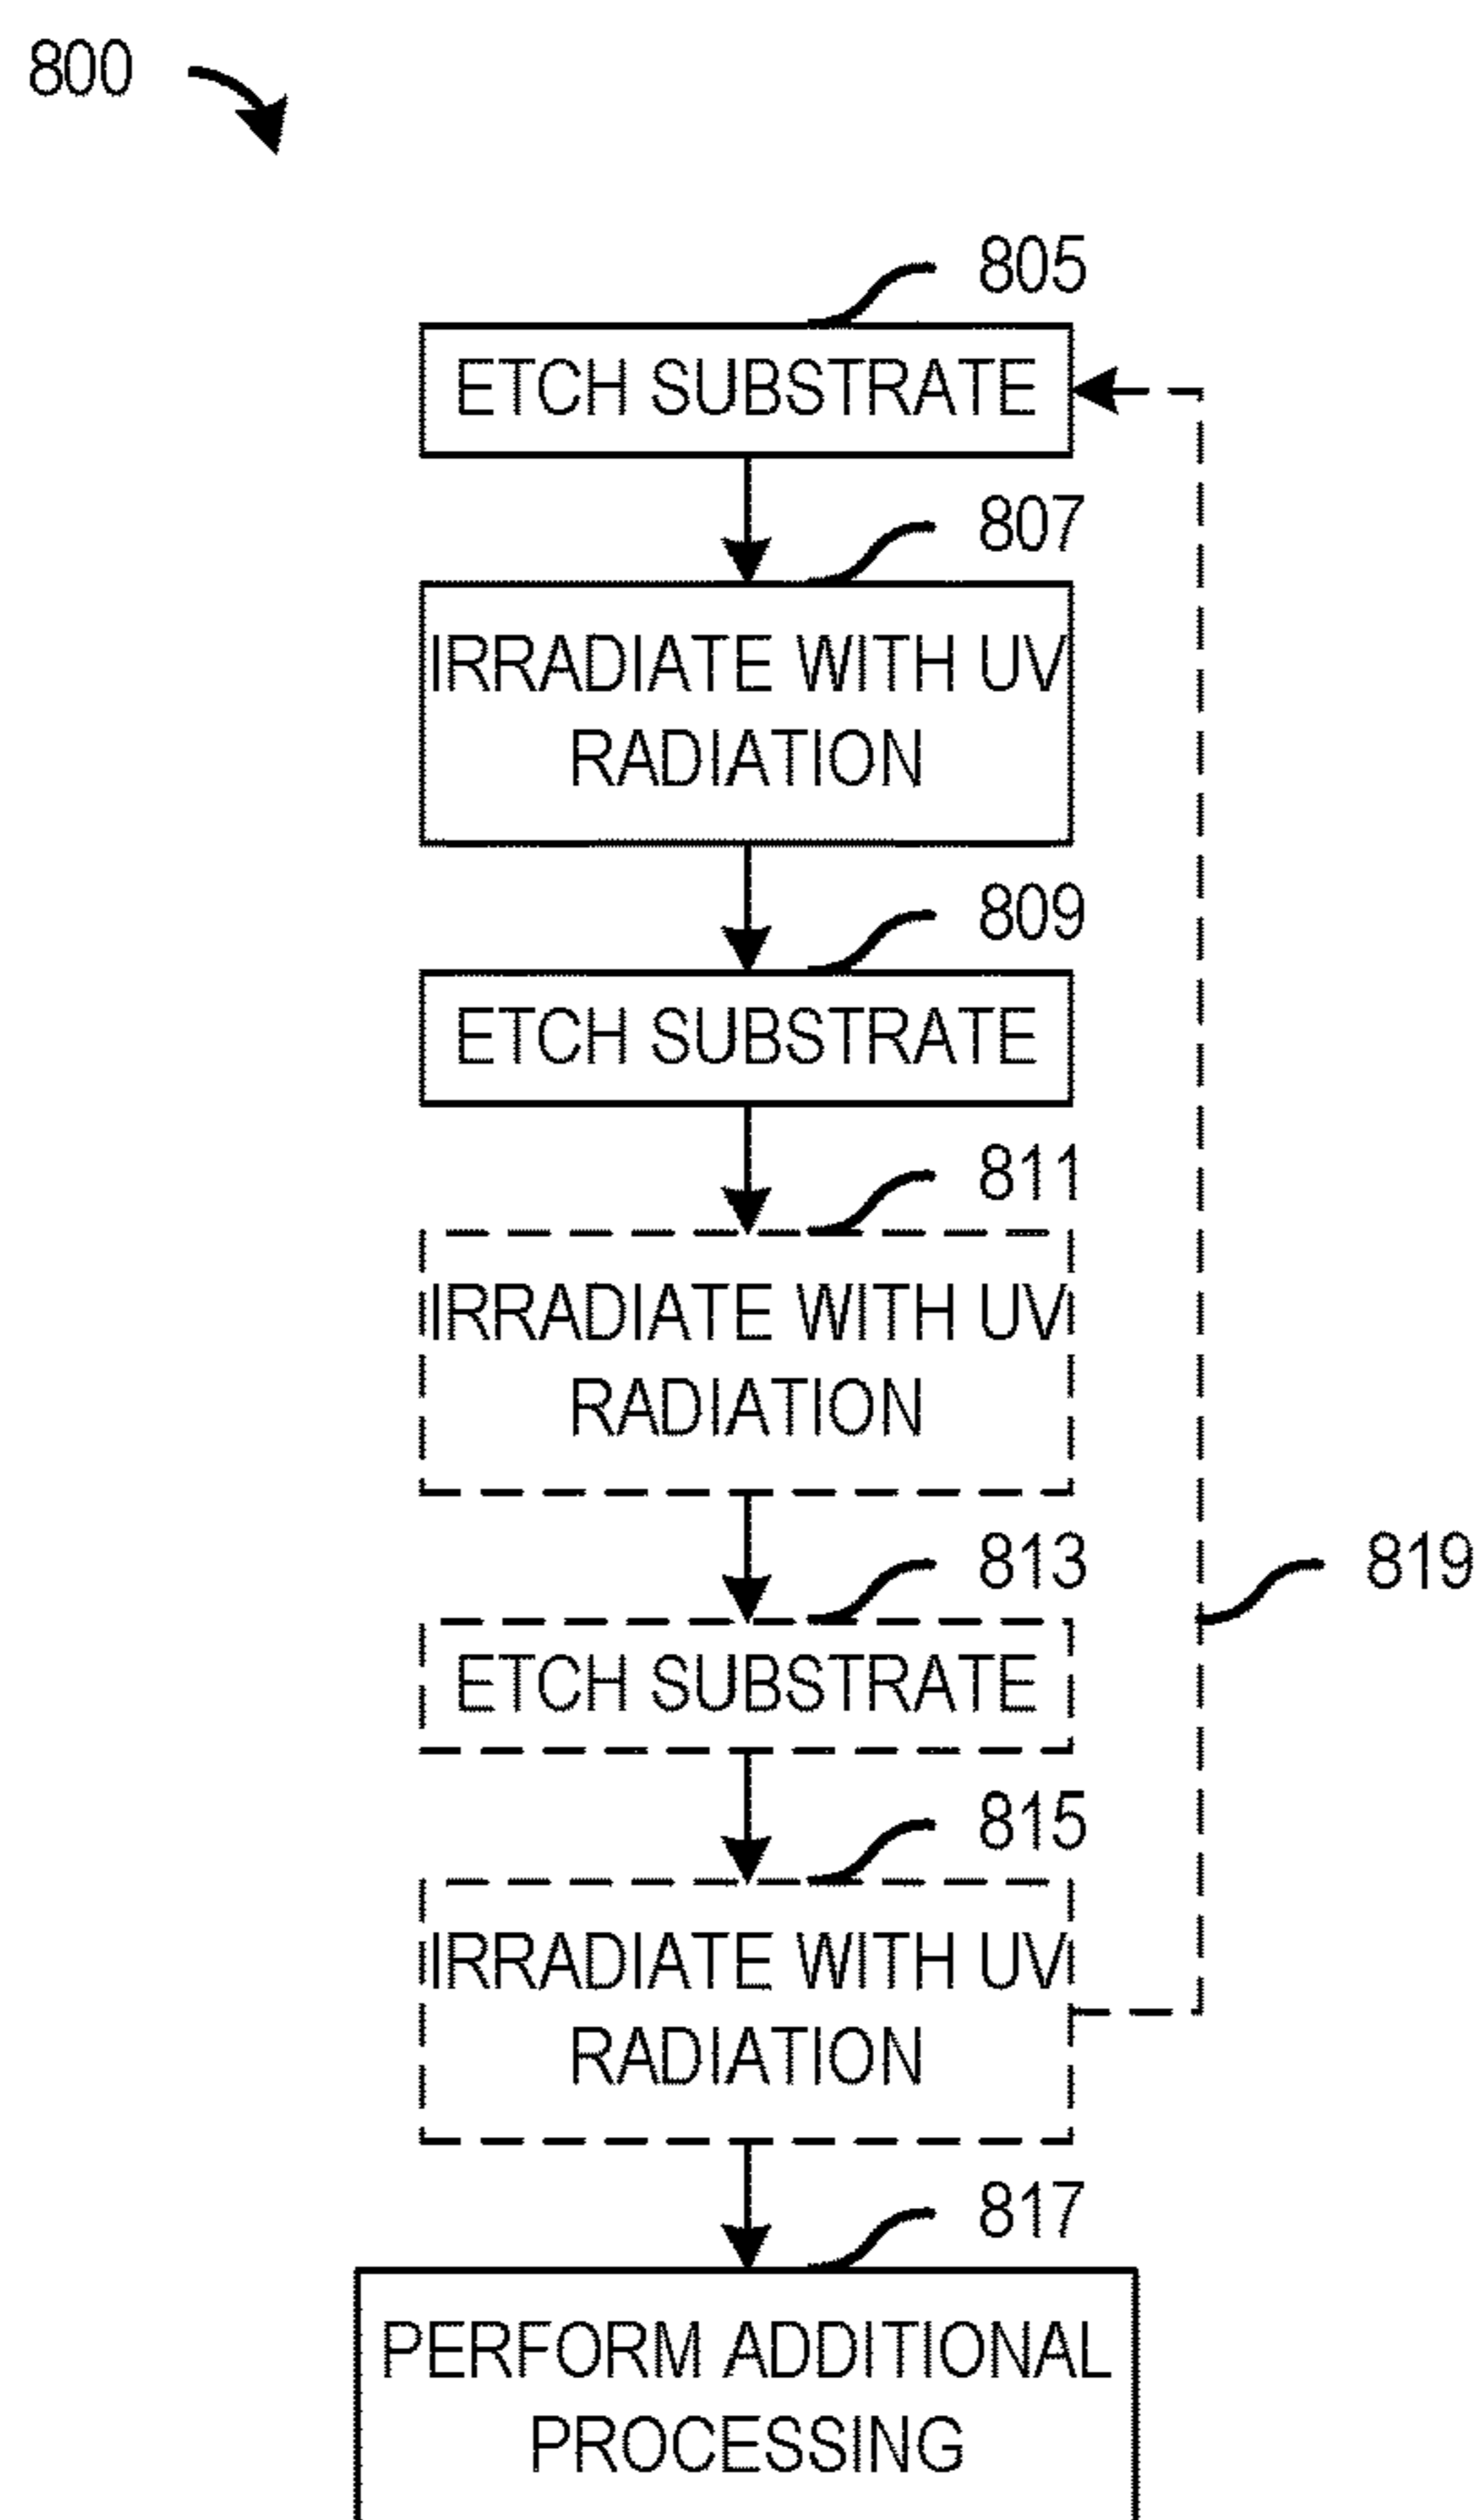 800
805
ETCH SUBSTRATE
807
IRRADIATE WITH UV
RADIATION
809
ETCH SUBSTRATE
811
IRRADIATE WITH UV
RADIATION
813
819
ETCH SUBSTRATE
815
IRRADIATE WITH UV
RADIATION
817
PERFORM ADDITIONAL
PROCESSING